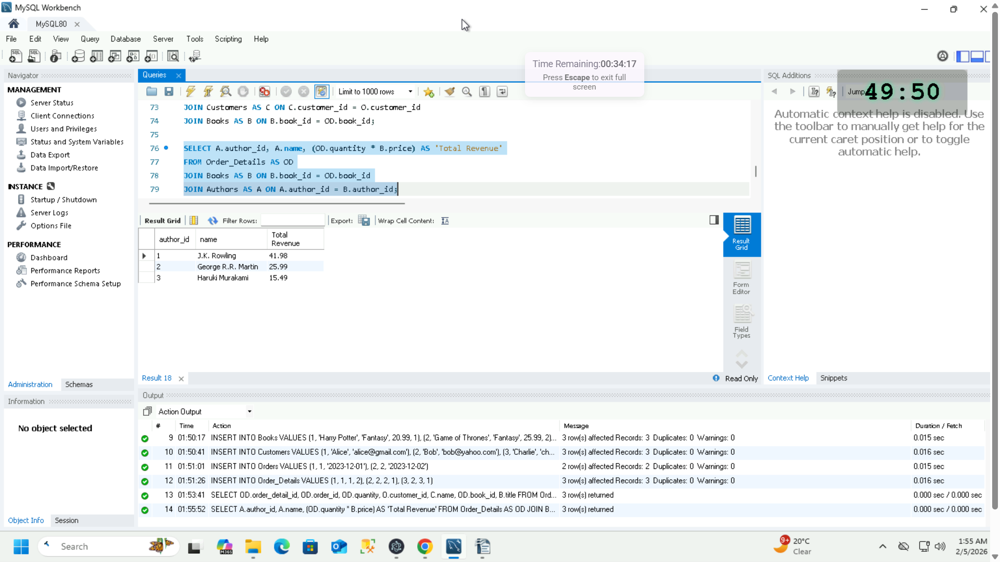 MySQL Workbench
MySQL80
File Edit View Query Database Server Tools Scripting Help
Time Remaining:00:34:17
Press Escape to exit full
screen
Navigator
MANAGEMENT
Server Status
Client Connections
Users and Privileges
Status and System Variables
Data Export
Data Import/Restore
INSTANCE
Startup / Shutdown
Server Logs
Options File
PERFORMANCE
Dashboard
Performance Reports
Performance Schema Setup
Administration Schemas
Information
No object selected
Object Info Session
Queries
Limit to 1000 rows
73 JOIN Customers AS C ON C.customer_id = O.customer_id
74 JOIN Books AS B ON B.book_id = OD.book_id;
75
76 SELECT A.author_id, A.name, (OD.quantity * B.price) AS 'Total Revenue'
77 FROM Order_Details AS OD
78 JOIN Books AS B ON B.book_id = OD.book_id
79 JOIN Authors AS A ON A.author_id = B.author_id;
Result Grid Filter Rows: Export: Wrap Cell Content:
author_id name Total Revenue
1 J.K. Rowling 41.98
2 George R.R. Martin 25.99
3 Haruki Murakami 15.49
Result Grid
Form Editor
Field Types
Result 18
Read Only
SQL Additions
Jump
49:50
Automatic context help is disabled. Use
the toolbar to manually get help for the
current caret position or to toggle
automatic help.
Context Help Snippets
Output
Action Output
# Time Action Message Duration / Fetch
9 01:50:17 INSERT INTO Books VALUES (1, 'Harry Potter', 'Fantasy', 20.99, 1), (2, 'Game of Thrones', 'Fantasy', 25.99, 2)... 3 row(s) affected Records: 3 Duplicates: 0 Warnings: 0 0.015 sec
10 01:50:41 INSERT INTO Customers VALUES (1, 'Alice', 'alice@gmail.com'), (2, 'Bob', 'bob@yahoo.com'), (3, 'Charlie', 'ch... 3 row(s) affected Records: 3 Duplicates: 0 Warnings: 0 0.016 sec
11 01:51:01 INSERT INTO Orders VALUES (1, 1, '2023-12-01'), (2, 2, '2023-12-02') 2 row(s) affected Records: 2 Duplicates: 0 Warnings: 0 0.015 sec
12 01:51:26 INSERT INTO Order_Details VALUES (1, 1, 1, 2), (2, 2, 2, 1), (3, 2, 3, 1) 3 row(s) affected Records: 3 Duplicates: 0 Warnings: 0 0.016 sec
13 01:53:41 SELECT OD.order_detail_id, OD.order_id, OD.quantity, O.customer_id, C.name, OD.book_id, B.title FROM Ord... 3 row(s) returned 0.000 sec / 0.000 sec
14 01:55:52 SELECT A.author_id, A.name, (OD.quantity * B.price) AS 'Total Revenue' FROM Order_Details AS OD JOIN B... 3 row(s) returned 0.000 sec / 0.000 sec
Search
M365
9+
20°C
Clear
1:55 AM
2/5/2026